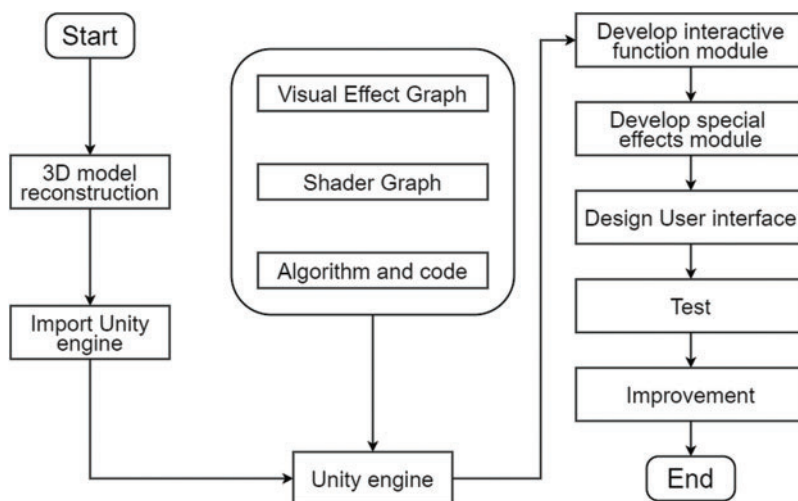 Start
3D model
reconstruction
Import Unity
engine
Visual Effect Graph
Shader Graph
Algorithm and code
Unity engine
Develop interactive
function module
Develop special
effects module
Design User interface
Test
Improvement
End